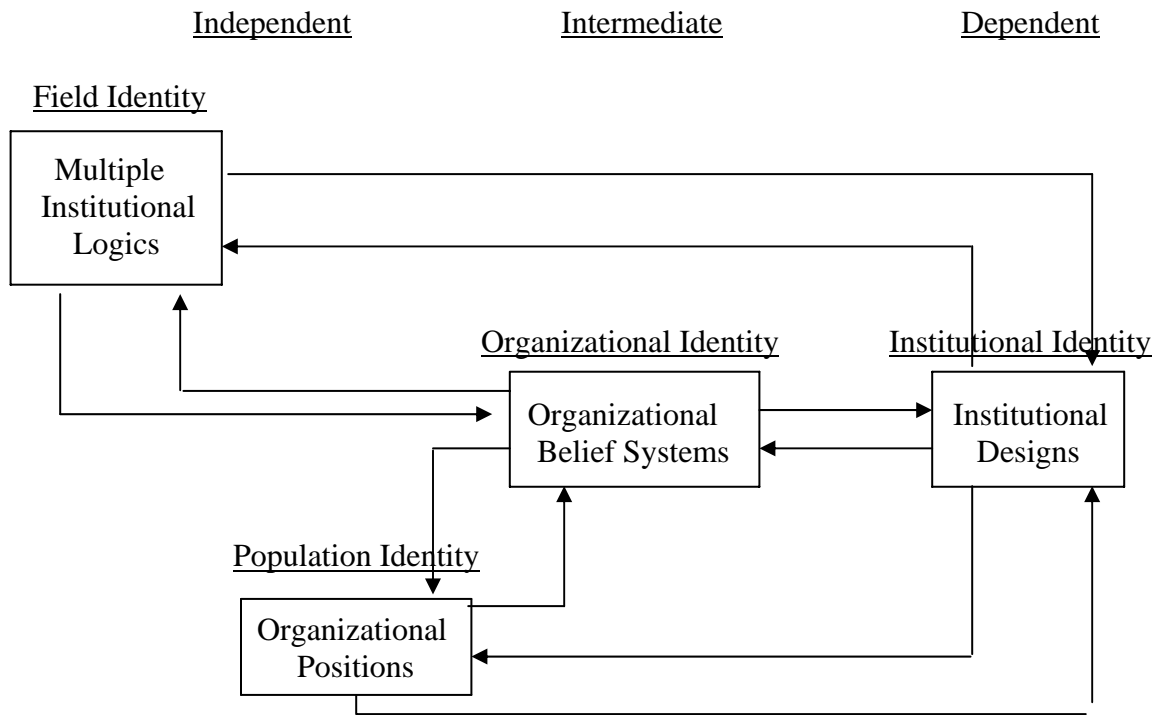 Independent Intermediate Dependent
Field Identity
Multiple
Institutional
Logics
Organizational Identity Institutional Identity
Organizational
Belief Systems
Institutional
Designs
Population Identity
Organizational
Positions